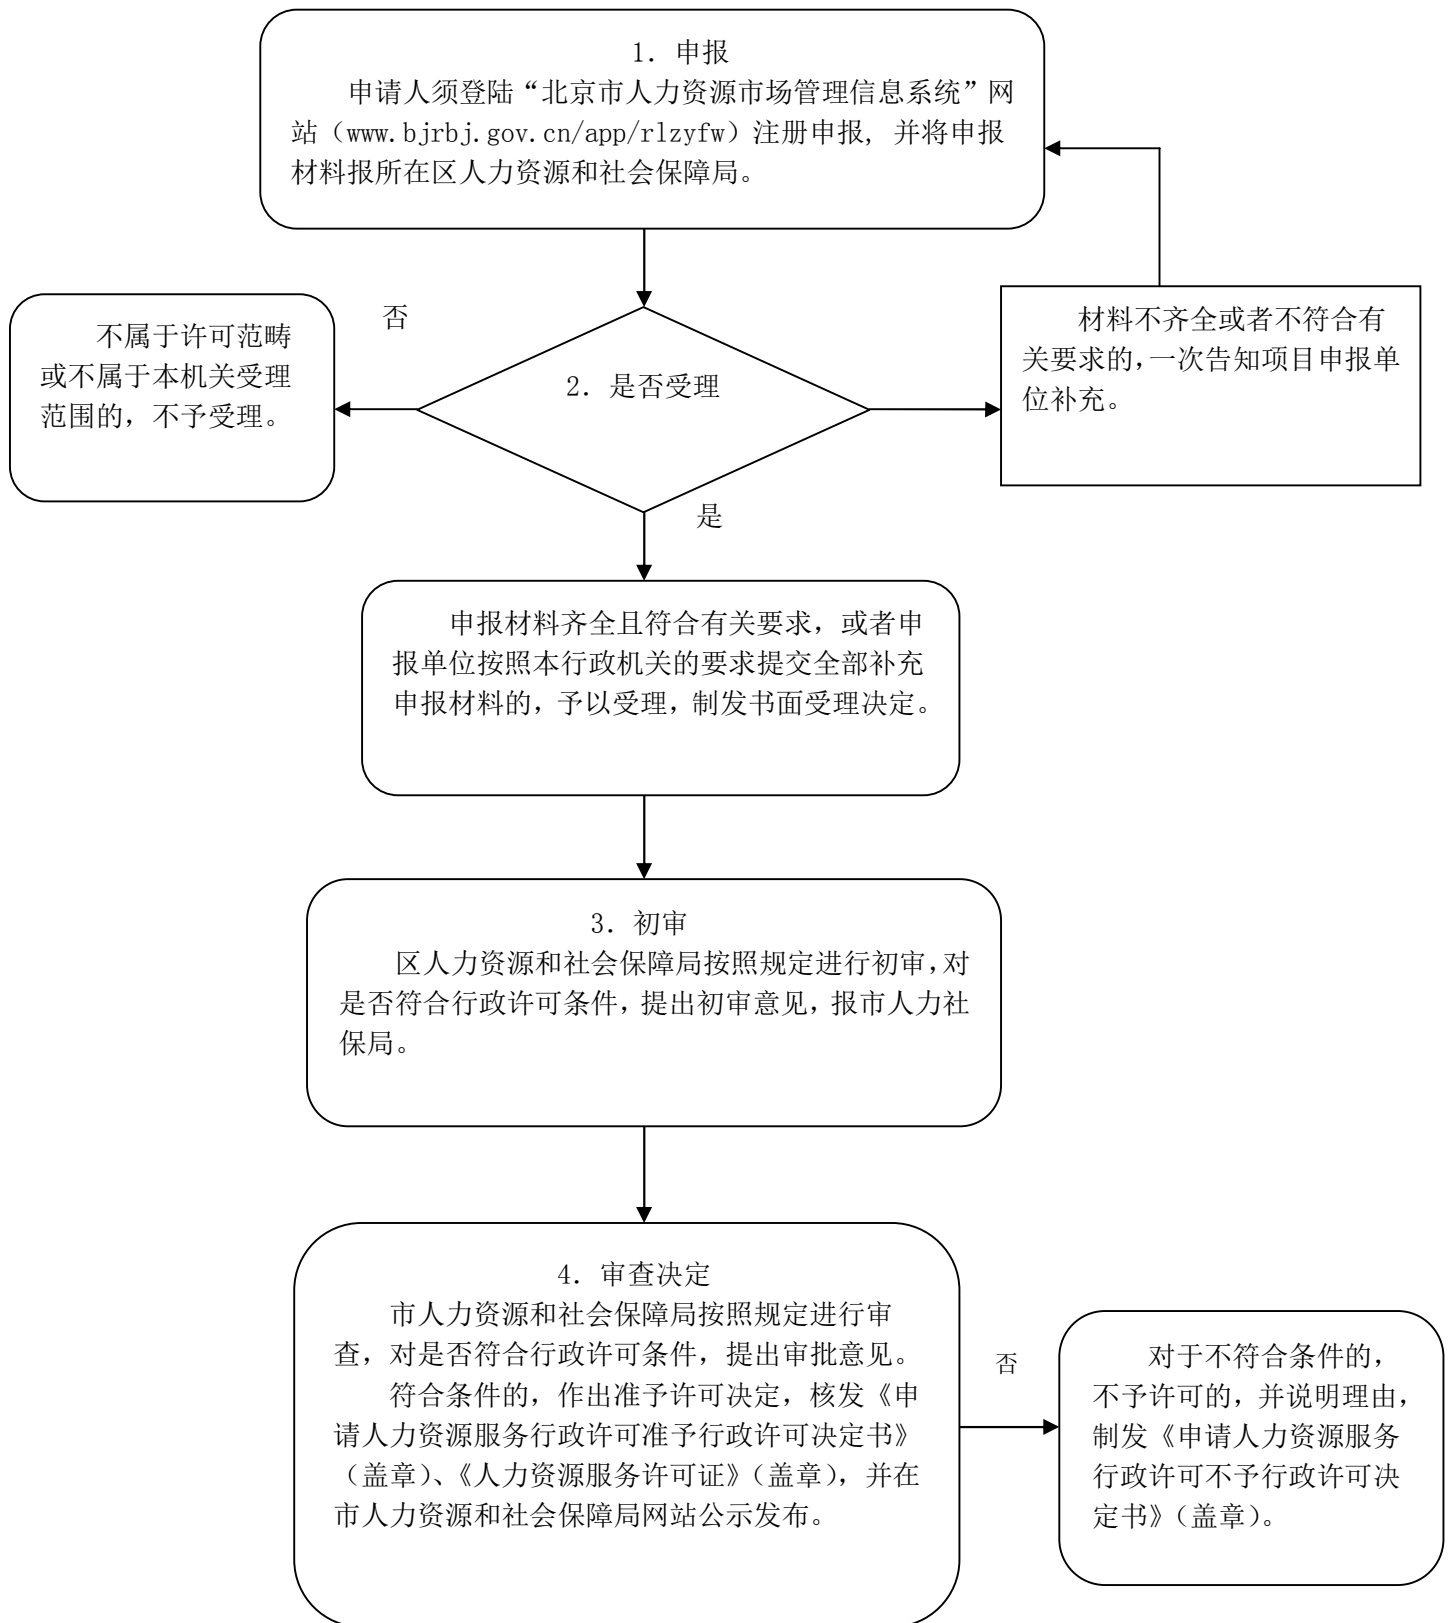 1. 申报
申请人须登陆“北京市人力资源市场管理信息系统”网
站（www.bjrbj.gov.cn/app/rlzyfw）注册申报, 并将申报
材料报所在区人力资源和社会保障局。
否
不属于许可范畴
或不属于本机关受理
范围的，不予受理。
2. 是否受理
材料不齐全或者不符合有
关要求的，一次告知项目申报单
位补充。
是
申报材料齐全且符合有关要求，或者申
报单位按照本行政机关的要求提交全部补充
申报材料的，予以受理，制发书面受理决定。
3. 初审
区人力资源和社会保障局按照规定进行初审，对
是否符合行政许可条件，提出初审意见，报市人力社
保局。
4. 审查决定
市人力资源和社会保障局按照规定进行审
查，对是否符合行政许可条件，提出审批意见。
符合条件的，作出准予许可决定，核发《申
请人力资源服务行政许可准予行政许可决定书》
（盖章）、《人力资源服务许可证》（盖章），并在
市人力资源和社会保障局网站公示发布。
否
对于不符合条件的，
不予许可的，并说明理由，
制发《申请人力资源服务
行政许可不予行政许可决
定书》（盖章）。